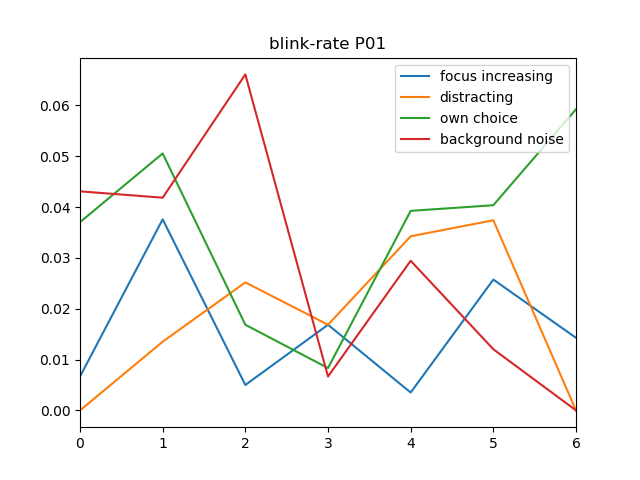 blink-rate P01
focus increasing
distracting
own choice
background noise
0.06
0.05
0.04
0.03
0.02
0.01
0.00
0 1 2 3 4 5 6